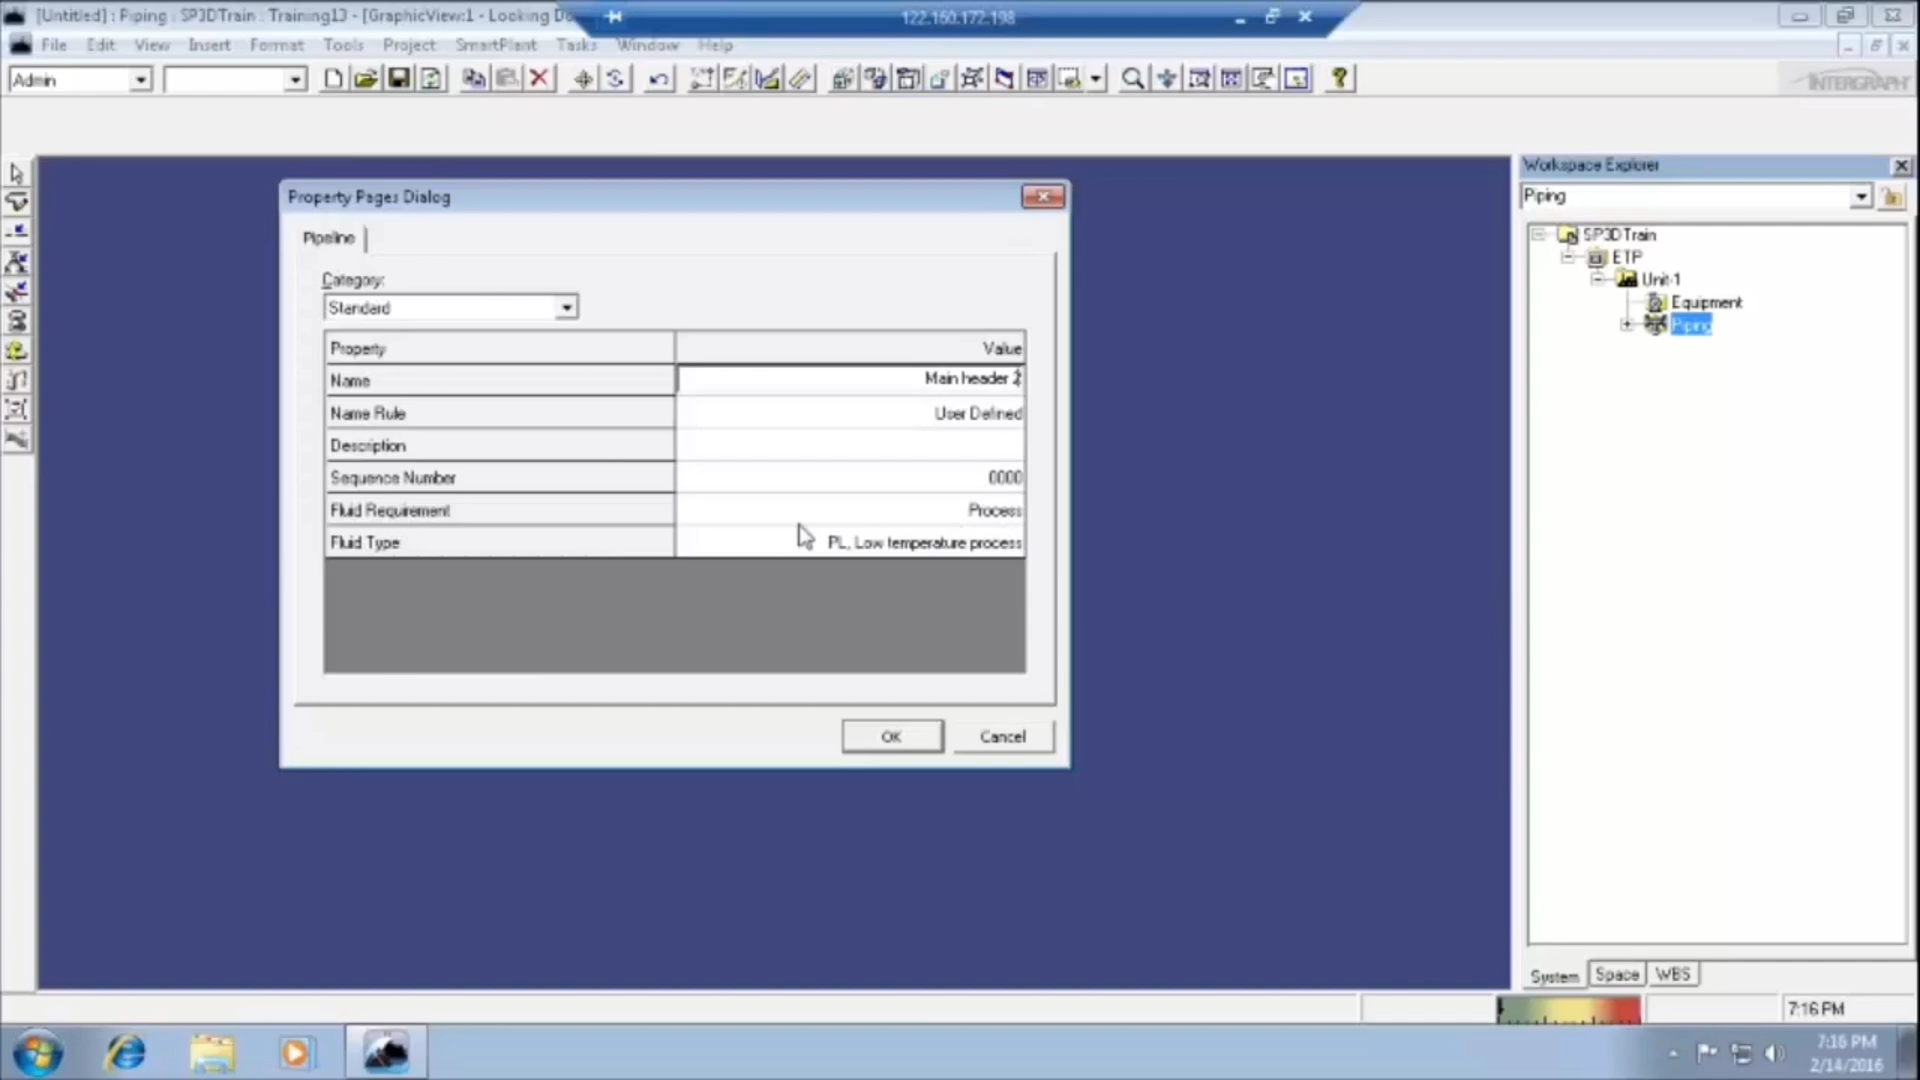 [Untitled] : Piping : SP3DTrain : Training13 - [GraphicView:1 - Looking Do
122.160.172.198
File Edit View Insert Format Tools Project SmartPlant Tasks Window Help
Admin
INTERGRAPH
Workspace Explorer
Piping
SP3DTrain
ETP
Unit-1
Equipment
Piping
Property Pages Dialog
Pipeline
Category:
Standard
Property Value
Name Main header 2
Name Rule User Defined
Description
Sequence Number 0000
Fluid Requirement Process
Fluid Type PL, Low temperature process
OK Cancel
System Space WBS
7:16 PM
7:16 PM
2/14/2016